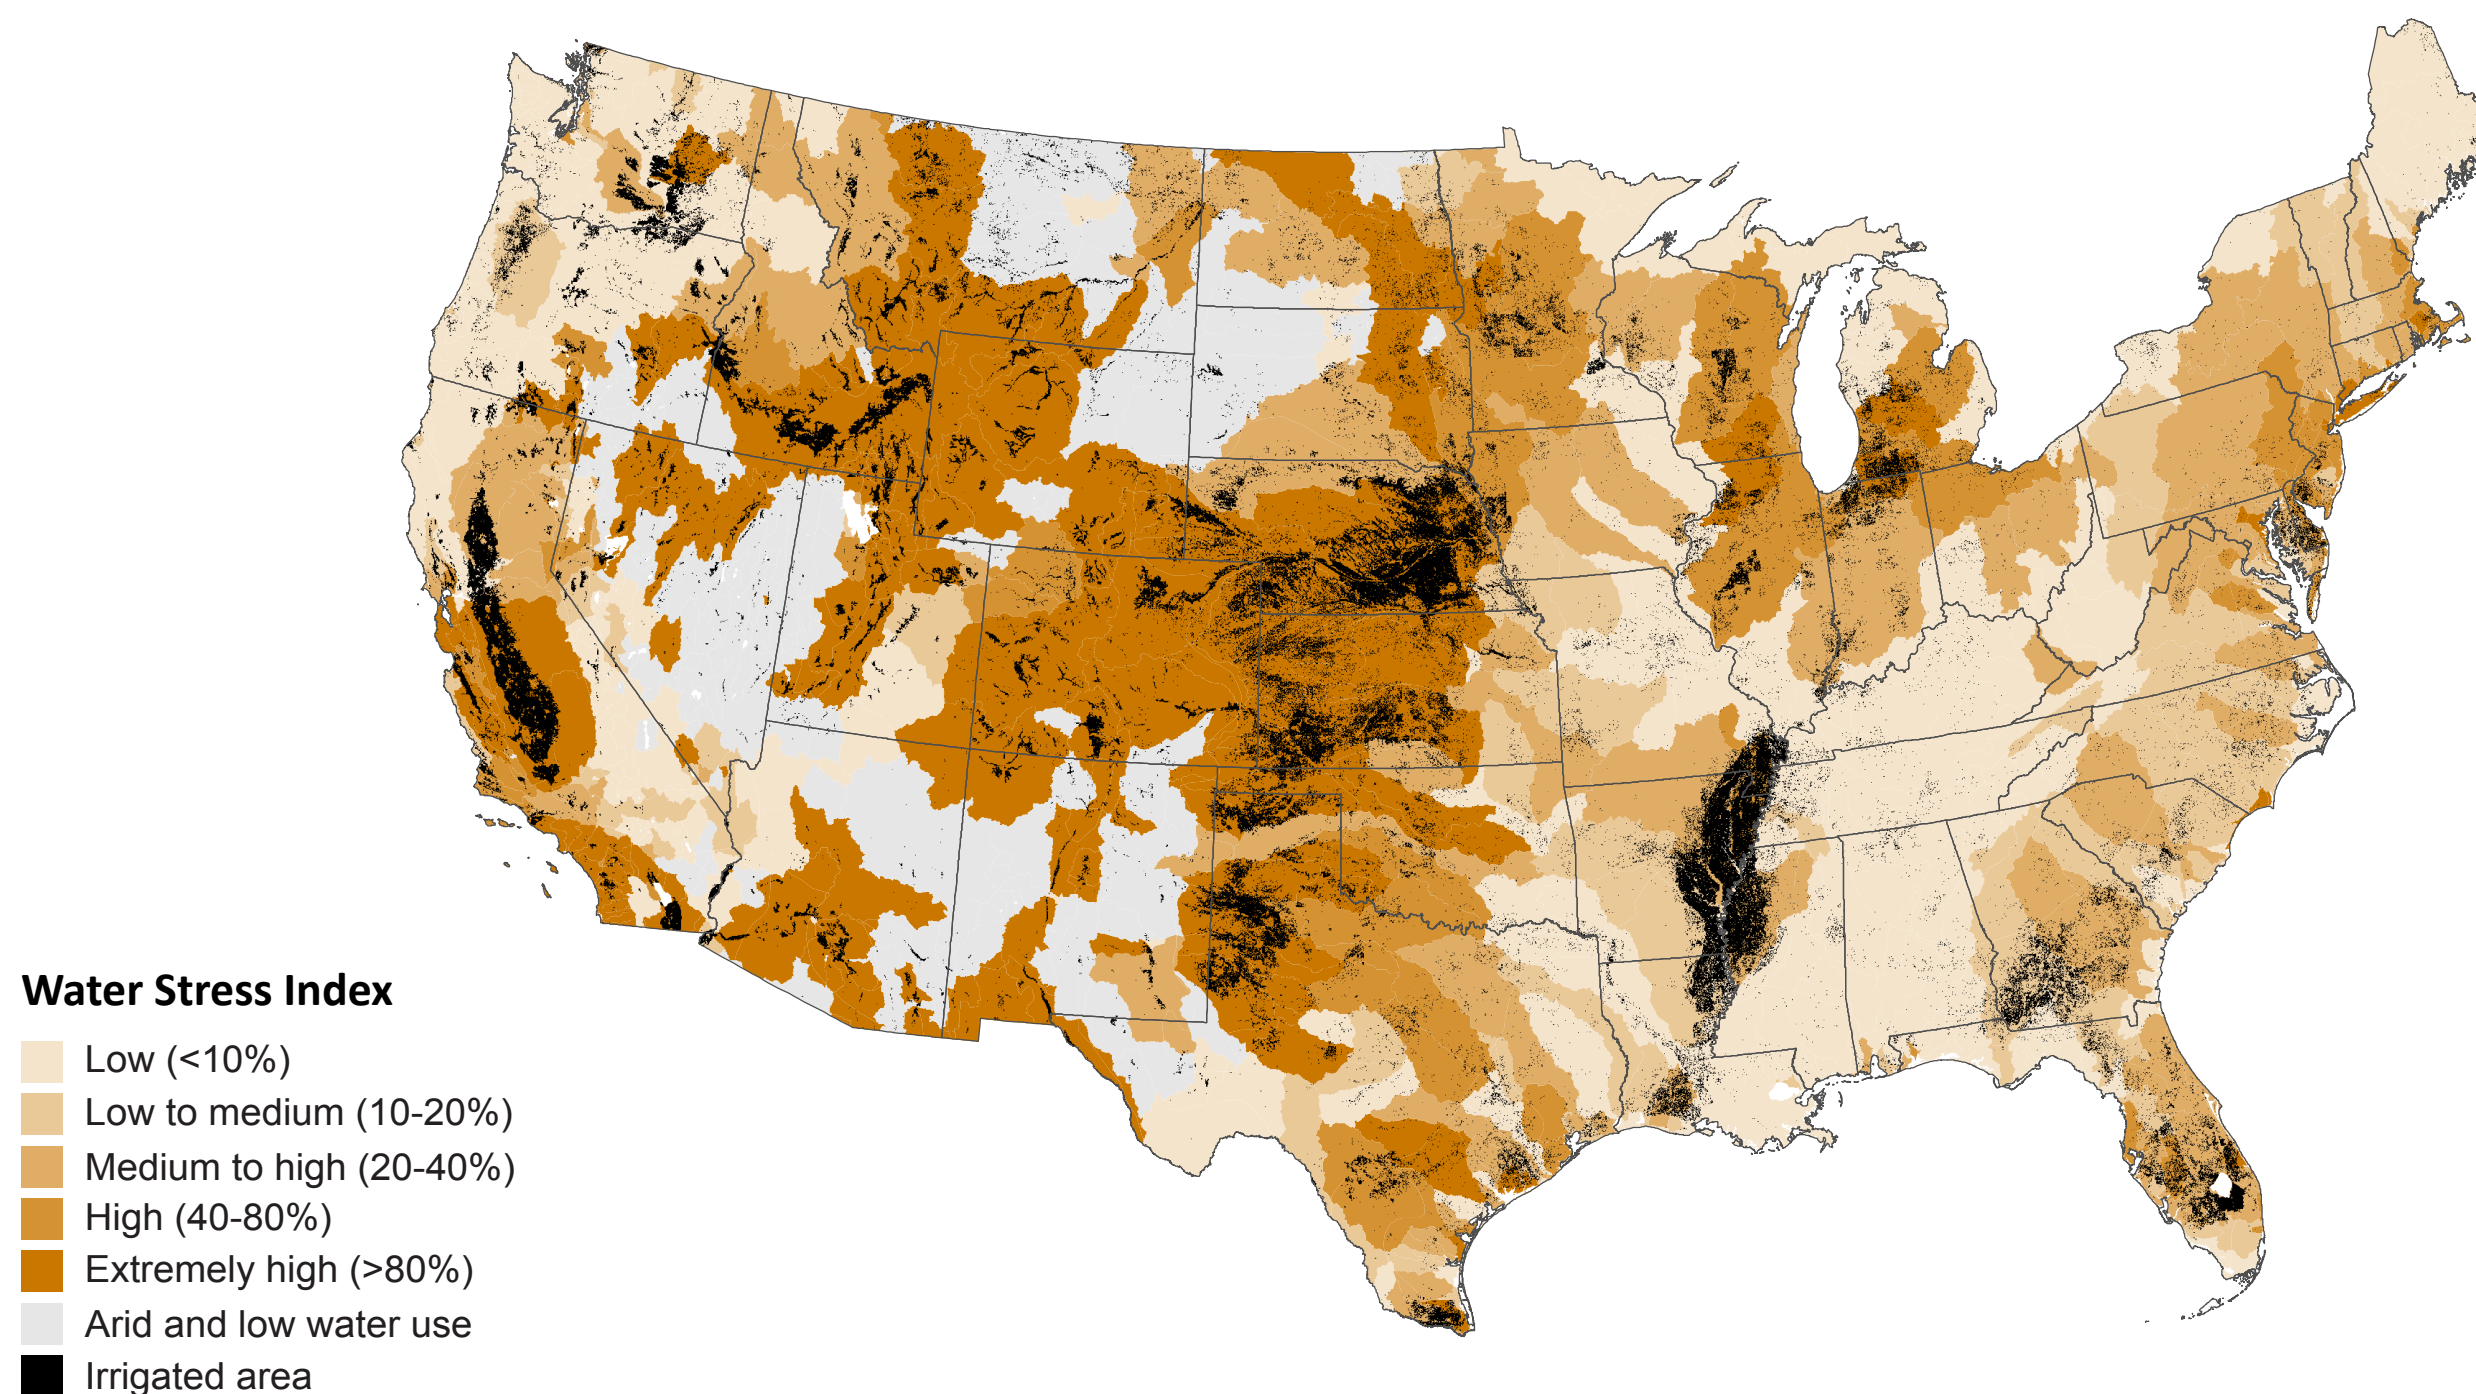 Water Stress Index
Low (<10%)
Low to medium (10-20%)
Medium to high (20-40%)
High (40-80%)
Extremely high (>80%)
Arid and low water use
Irrigated area